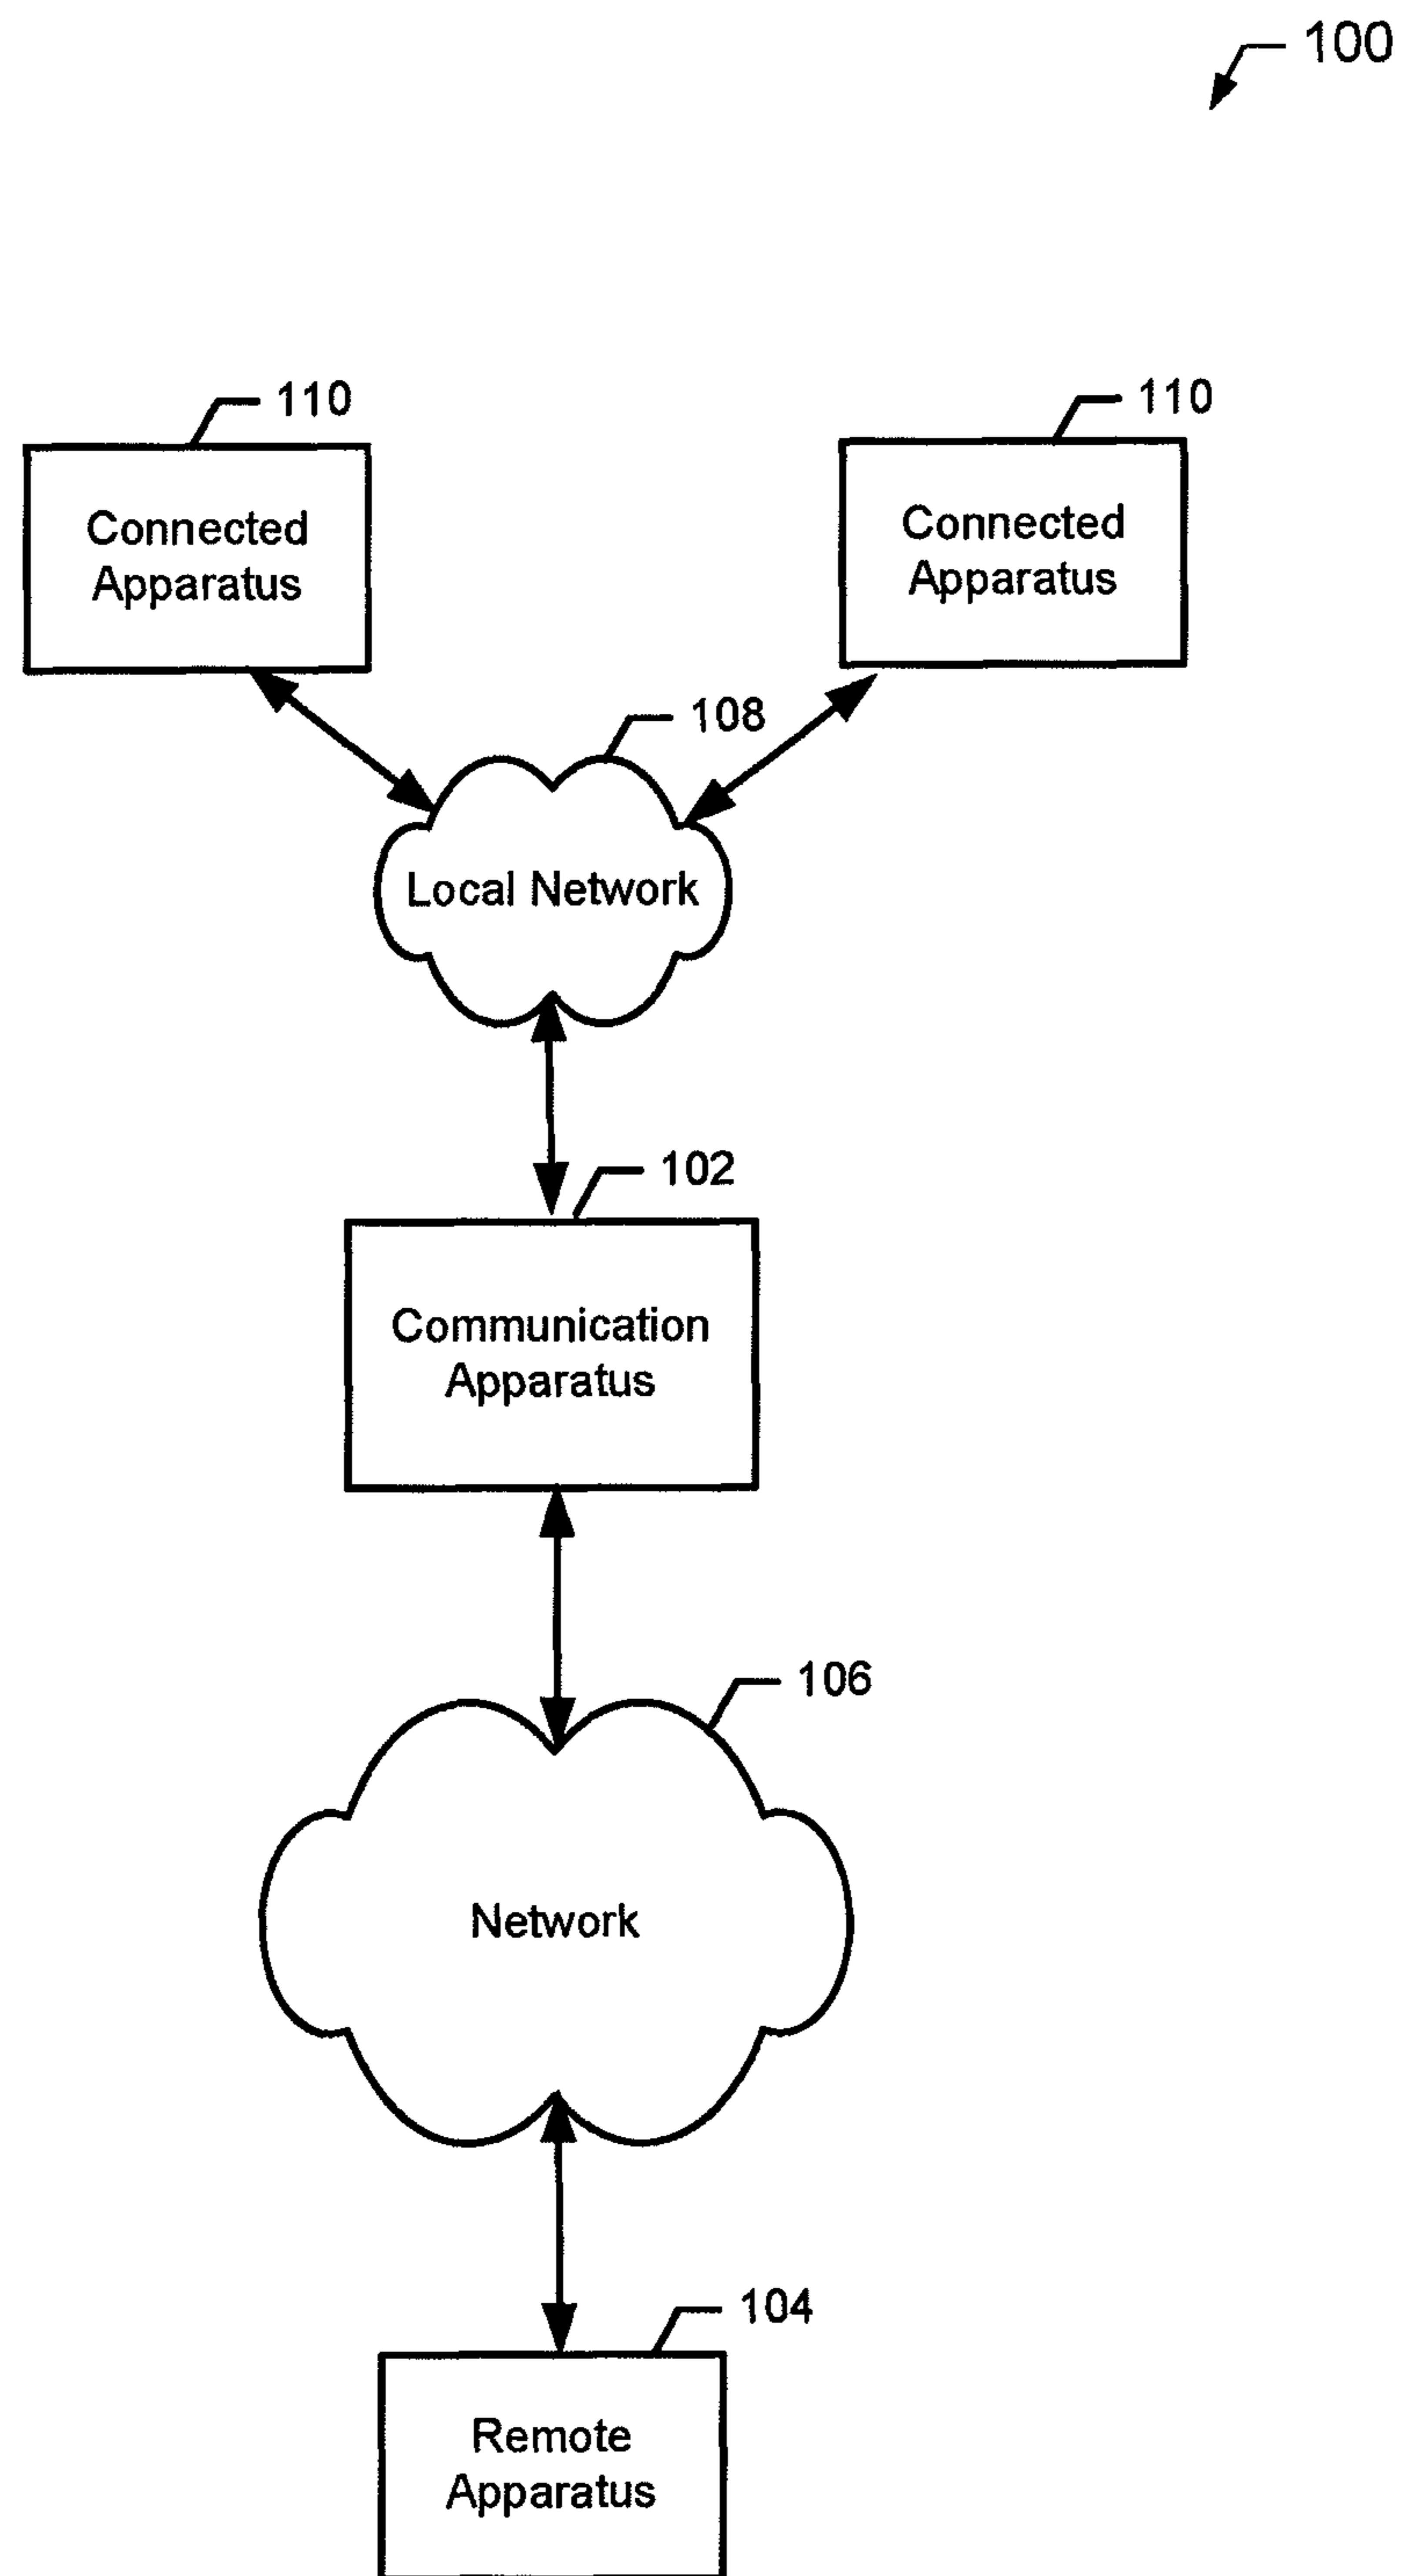 100
110
110
Connected
Apparatus
Connected
Apparatus
108
Local Network
102
Communication
Apparatus
106
Network
104
Remote
Apparatus